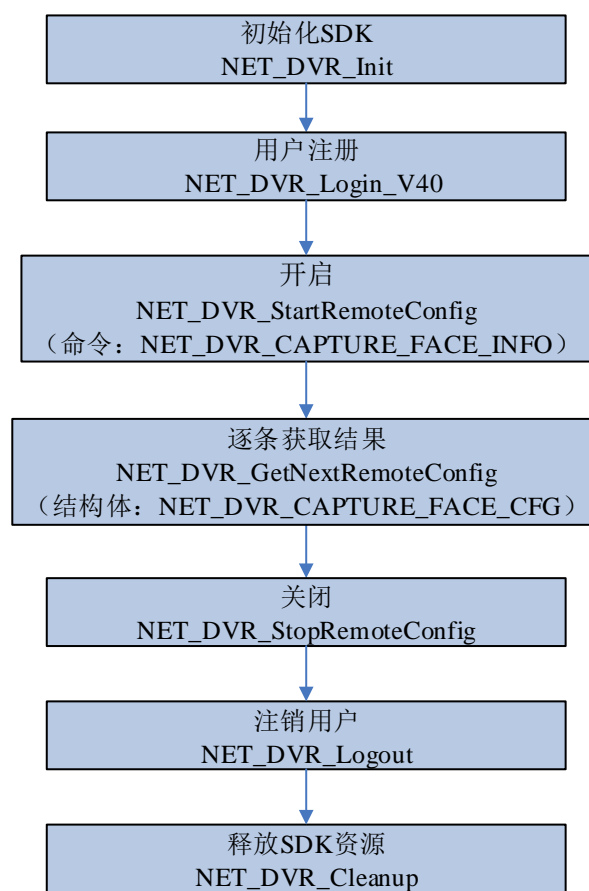 初始化SDK
NET_DVR_Init
用户注册
NET_DVR_Login_V40
开启
NET_DVR_StartRemoteConfig
（命令：NET_DVR_CAPTURE_FACE_INFO）
逐条获取结果
NET_DVR_GetNextRemoteConfig
（结构体：NET_DVR_CAPTURE_FACE_CFG）
关闭
NET_DVR_StopRemoteConfig
注销用户
NET_DVR_Logout
释放SDK资源
NET_DVR_Cleanup